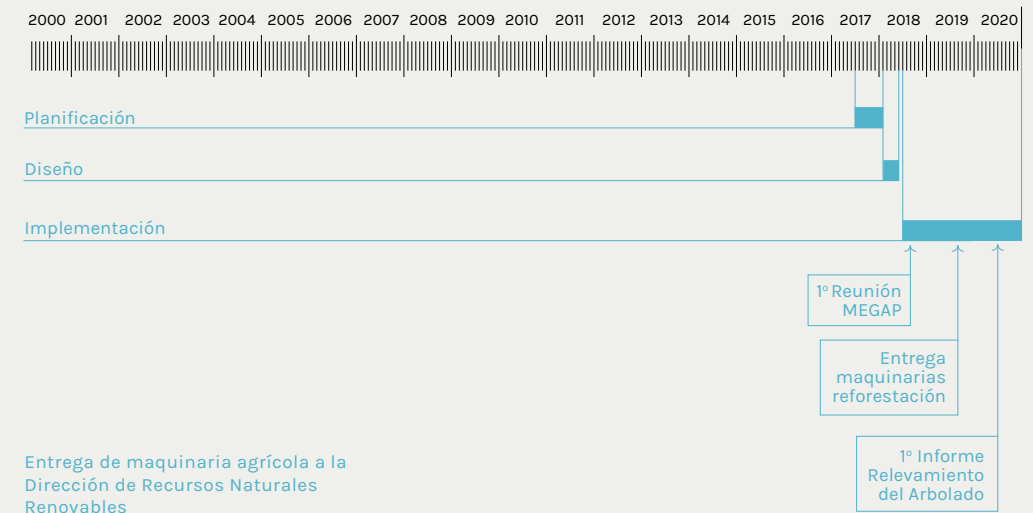 2000 2001 2002 2003 2004 2005 2006 2007 2008 2009 2010 2011 2012 2013 2014 2015 2016 2017 2018 2019 2020
Planificación
Diseño
Implementación
1º Reunión
MEGAP
Entrega
maquinarias
reforestación
1º Informe
Relevamiento
del Arbolado
Entrega de maquinaria agrícola a la
Dirección de Recursos Naturales
Renovables